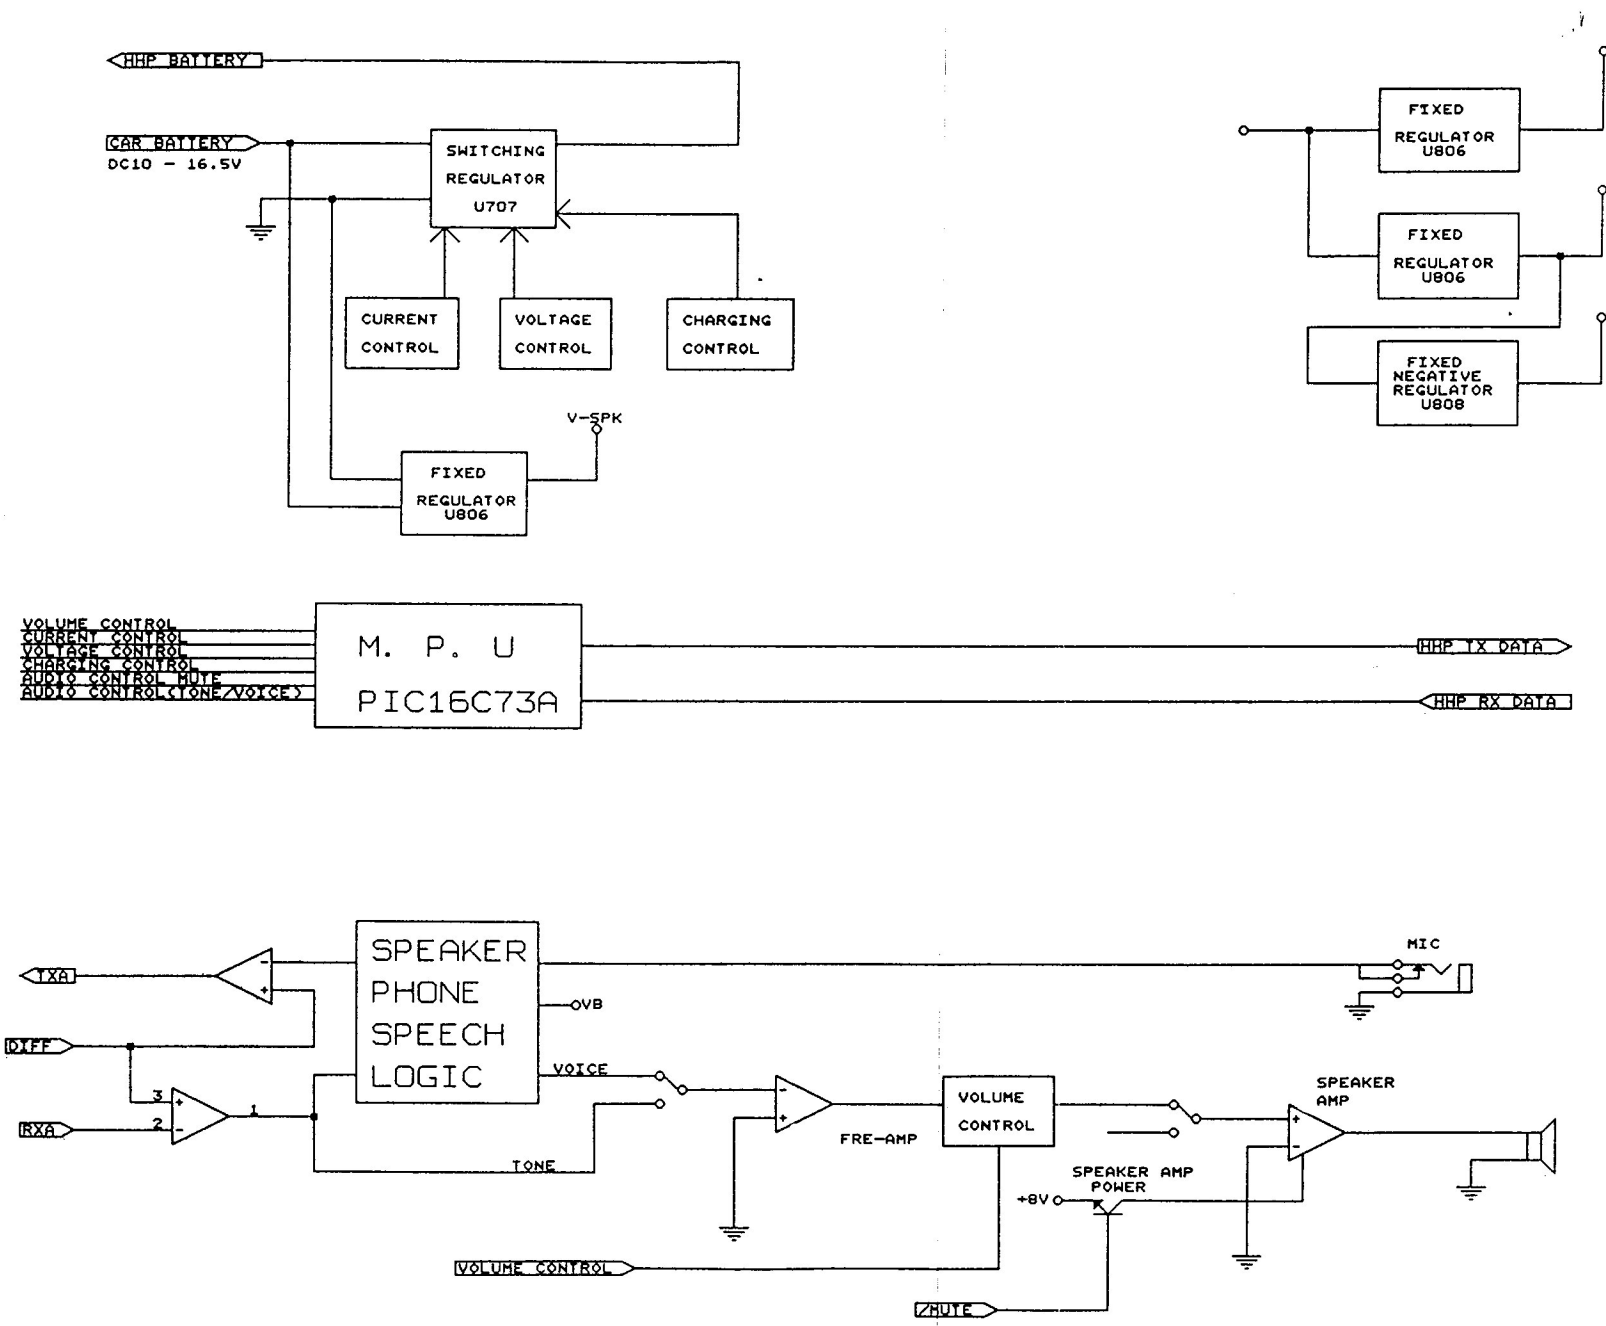 HHP BATTERY
CAR BATTERY
DC10 - 16.5V
SWITCHING
REGULATOR
U707
CURRENT
CONTROL
VOLTAGE
CONTROL
CHARGING
CONTROL
V-SPK
FIXED
REGULATOR
U806
FIXED
REGULATOR
U806
FIXED
REGULATOR
U806
FIXED
NEGATIVE
REGULATOR
U808
VOLUME CONTROL
CURRENT CONTROL
VOLTAGE CONTROL
CHARGING CONTROL
AUDIO CONTROL MUTE
AUDIO CONTROL(TONE/VOICE)
M. P. U
PIC16C73A
HHP TX DATA
HHP RX DATA
TXA
DIFF
RXA
3
2
1
SPEAKER
PHONE
SPEECH
LOGIC
VB
VOICE
TONE
MIC
FRE-AMP
VOLUME
CONTROL
SPEAKER
AMP
SPEAKER AMP
POWER
+8V
VOLUME CONTROL
/MUTE